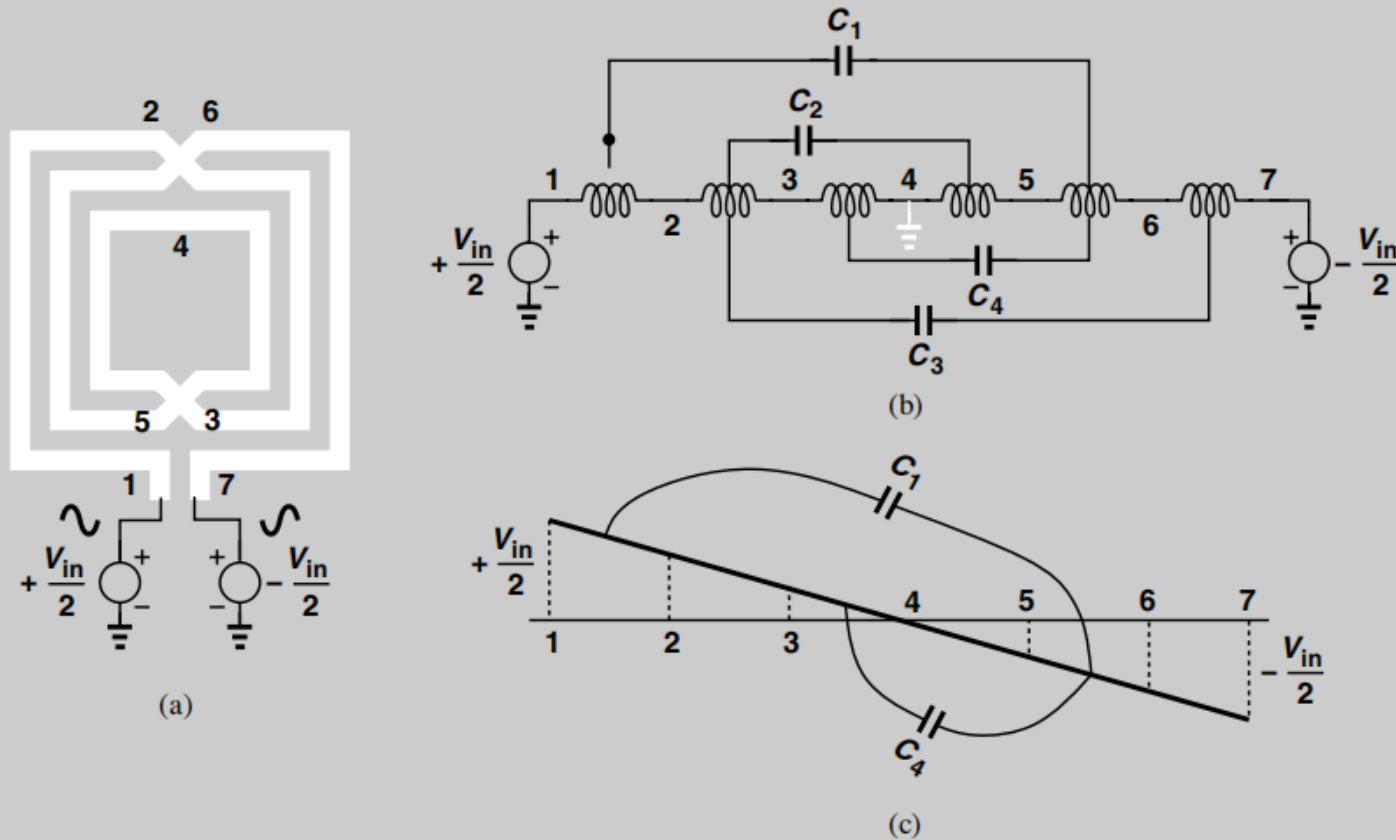 2 6
4
5 3
1 7
+ Vin/2
− Vin/2
+ −
+ −
(a)
C1
C2
1 3 4 5 7
2 6
+ Vin/2
− Vin/2
+ −
+ −
C4
C3
(b)
C1
+ Vin/2
4 5 6 7
1 2 3
− Vin/2
C4
(c)